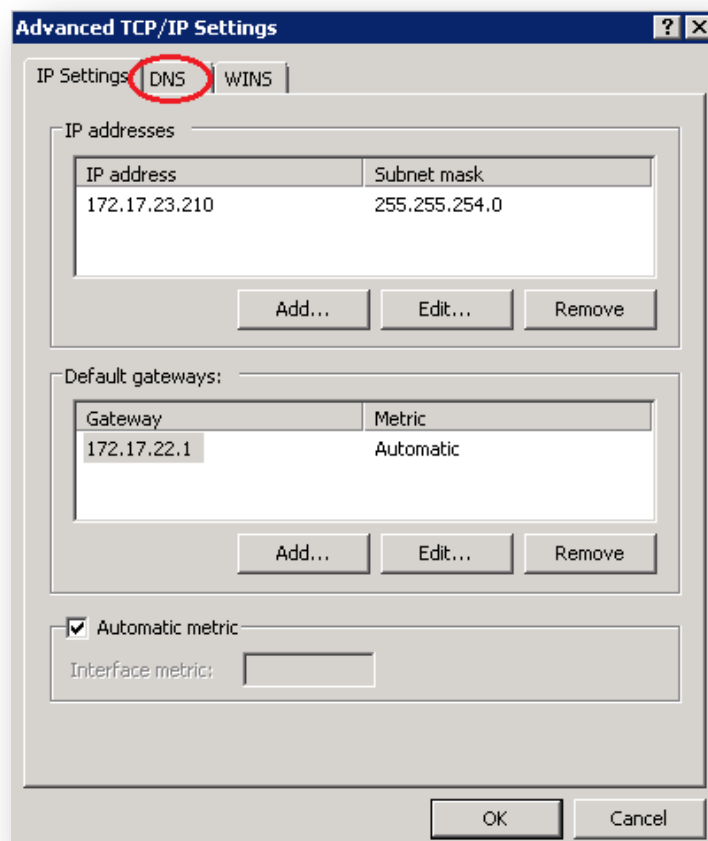 Advanced TCP/IP Settings ? X
IP Settings DNS WINS
IP addresses
IP address Subnet mask
172.17.23.210 255.255.254.0
Add... Edit... Remove
Default gateways:
Gateway Metric
172.17.22.1 Automatic
Add... Edit... Remove
Automatic metric
Interface metric:
OK Cancel